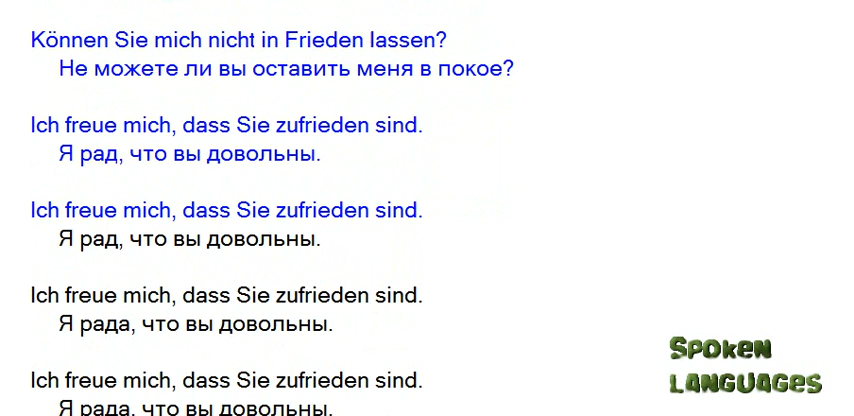 Können Sie mich nicht in Frieden lassen?
Не можете ли вы оставить меня в покое?
Ich freue mich, dass Sie zufrieden sind.
Я рад, что вы довольны.
Ich freue mich, dass Sie zufrieden sind.
Я рад, что вы довольны.
Ich freue mich, dass Sie zufrieden sind.
Я рада, что вы довольны.
Ich freue mich, dass Sie zufrieden sind.
Я рада, что вы довольны.
Spoken
Languages